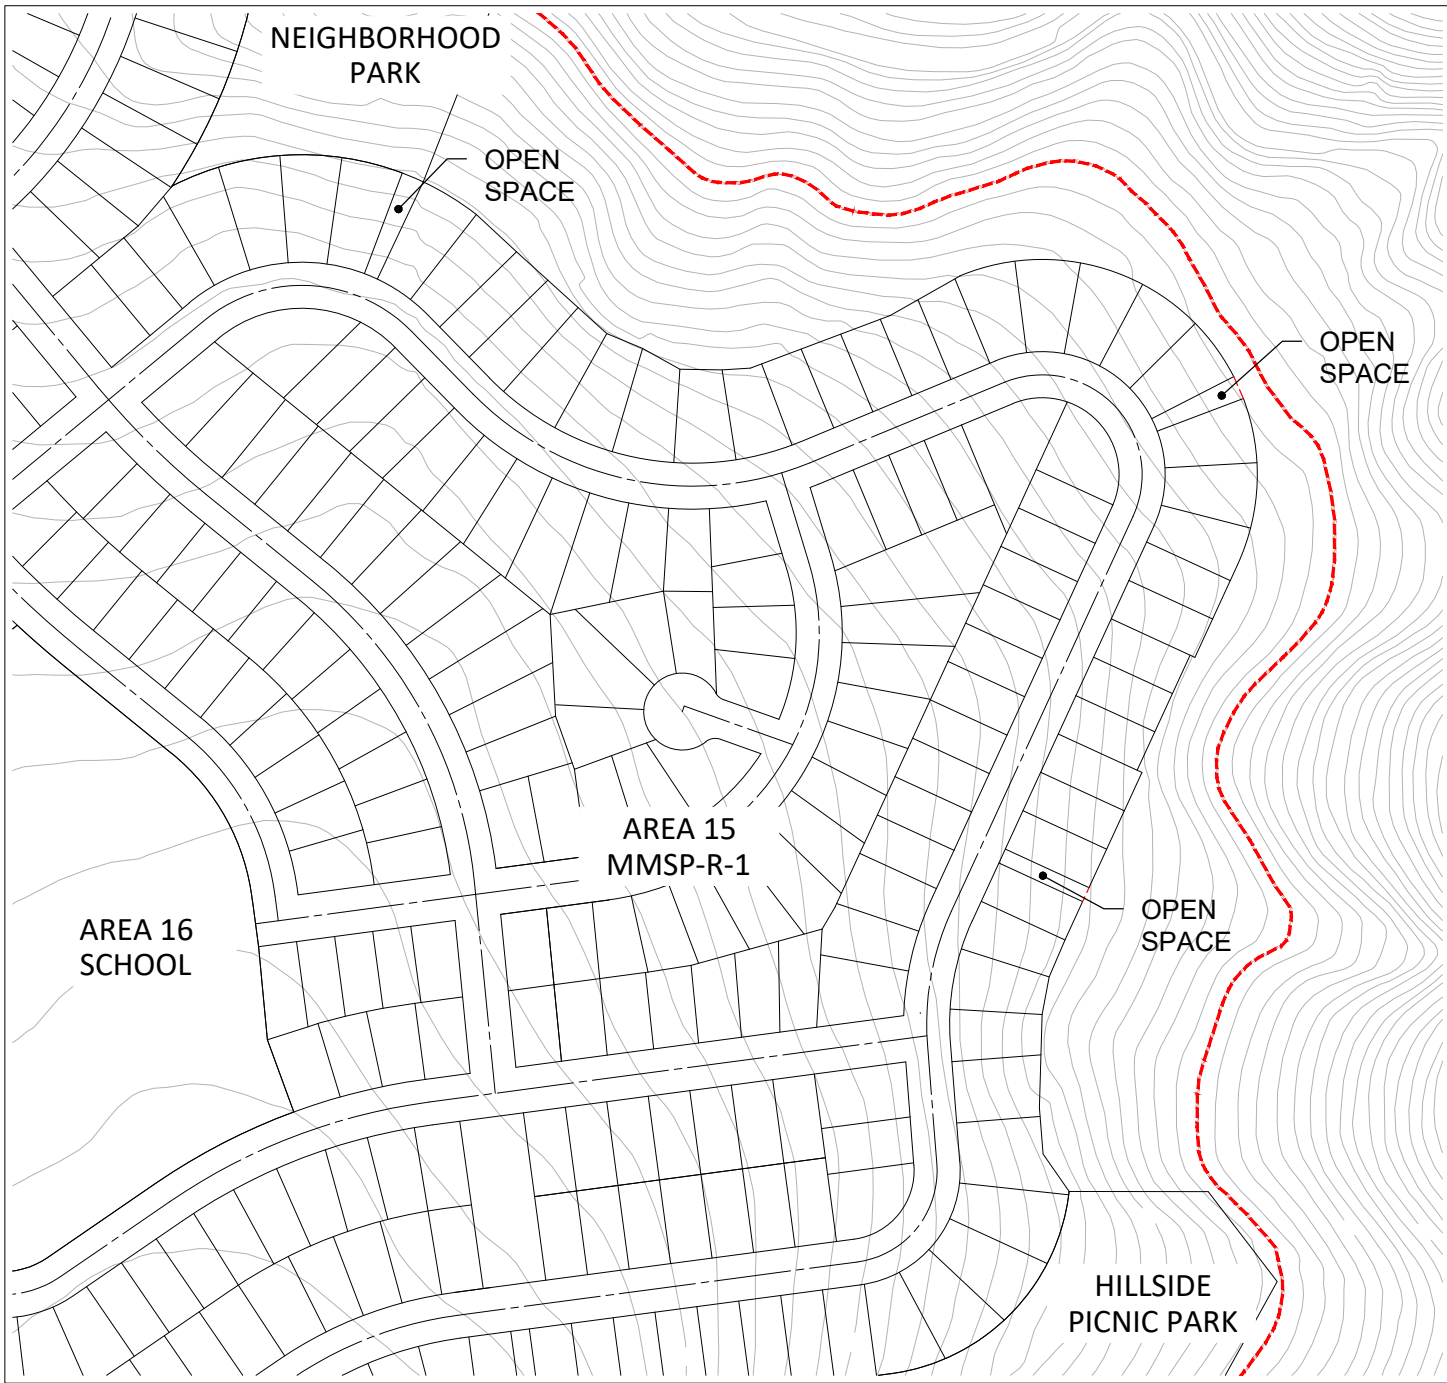 NEIGHBORHOOD
PARK
OPEN
SPACE
OPEN
SPACE
AREA 15
MMSP-R-1
AREA 16
SCHOOL
OPEN
SPACE
HILLSIDE
PICNIC PARK